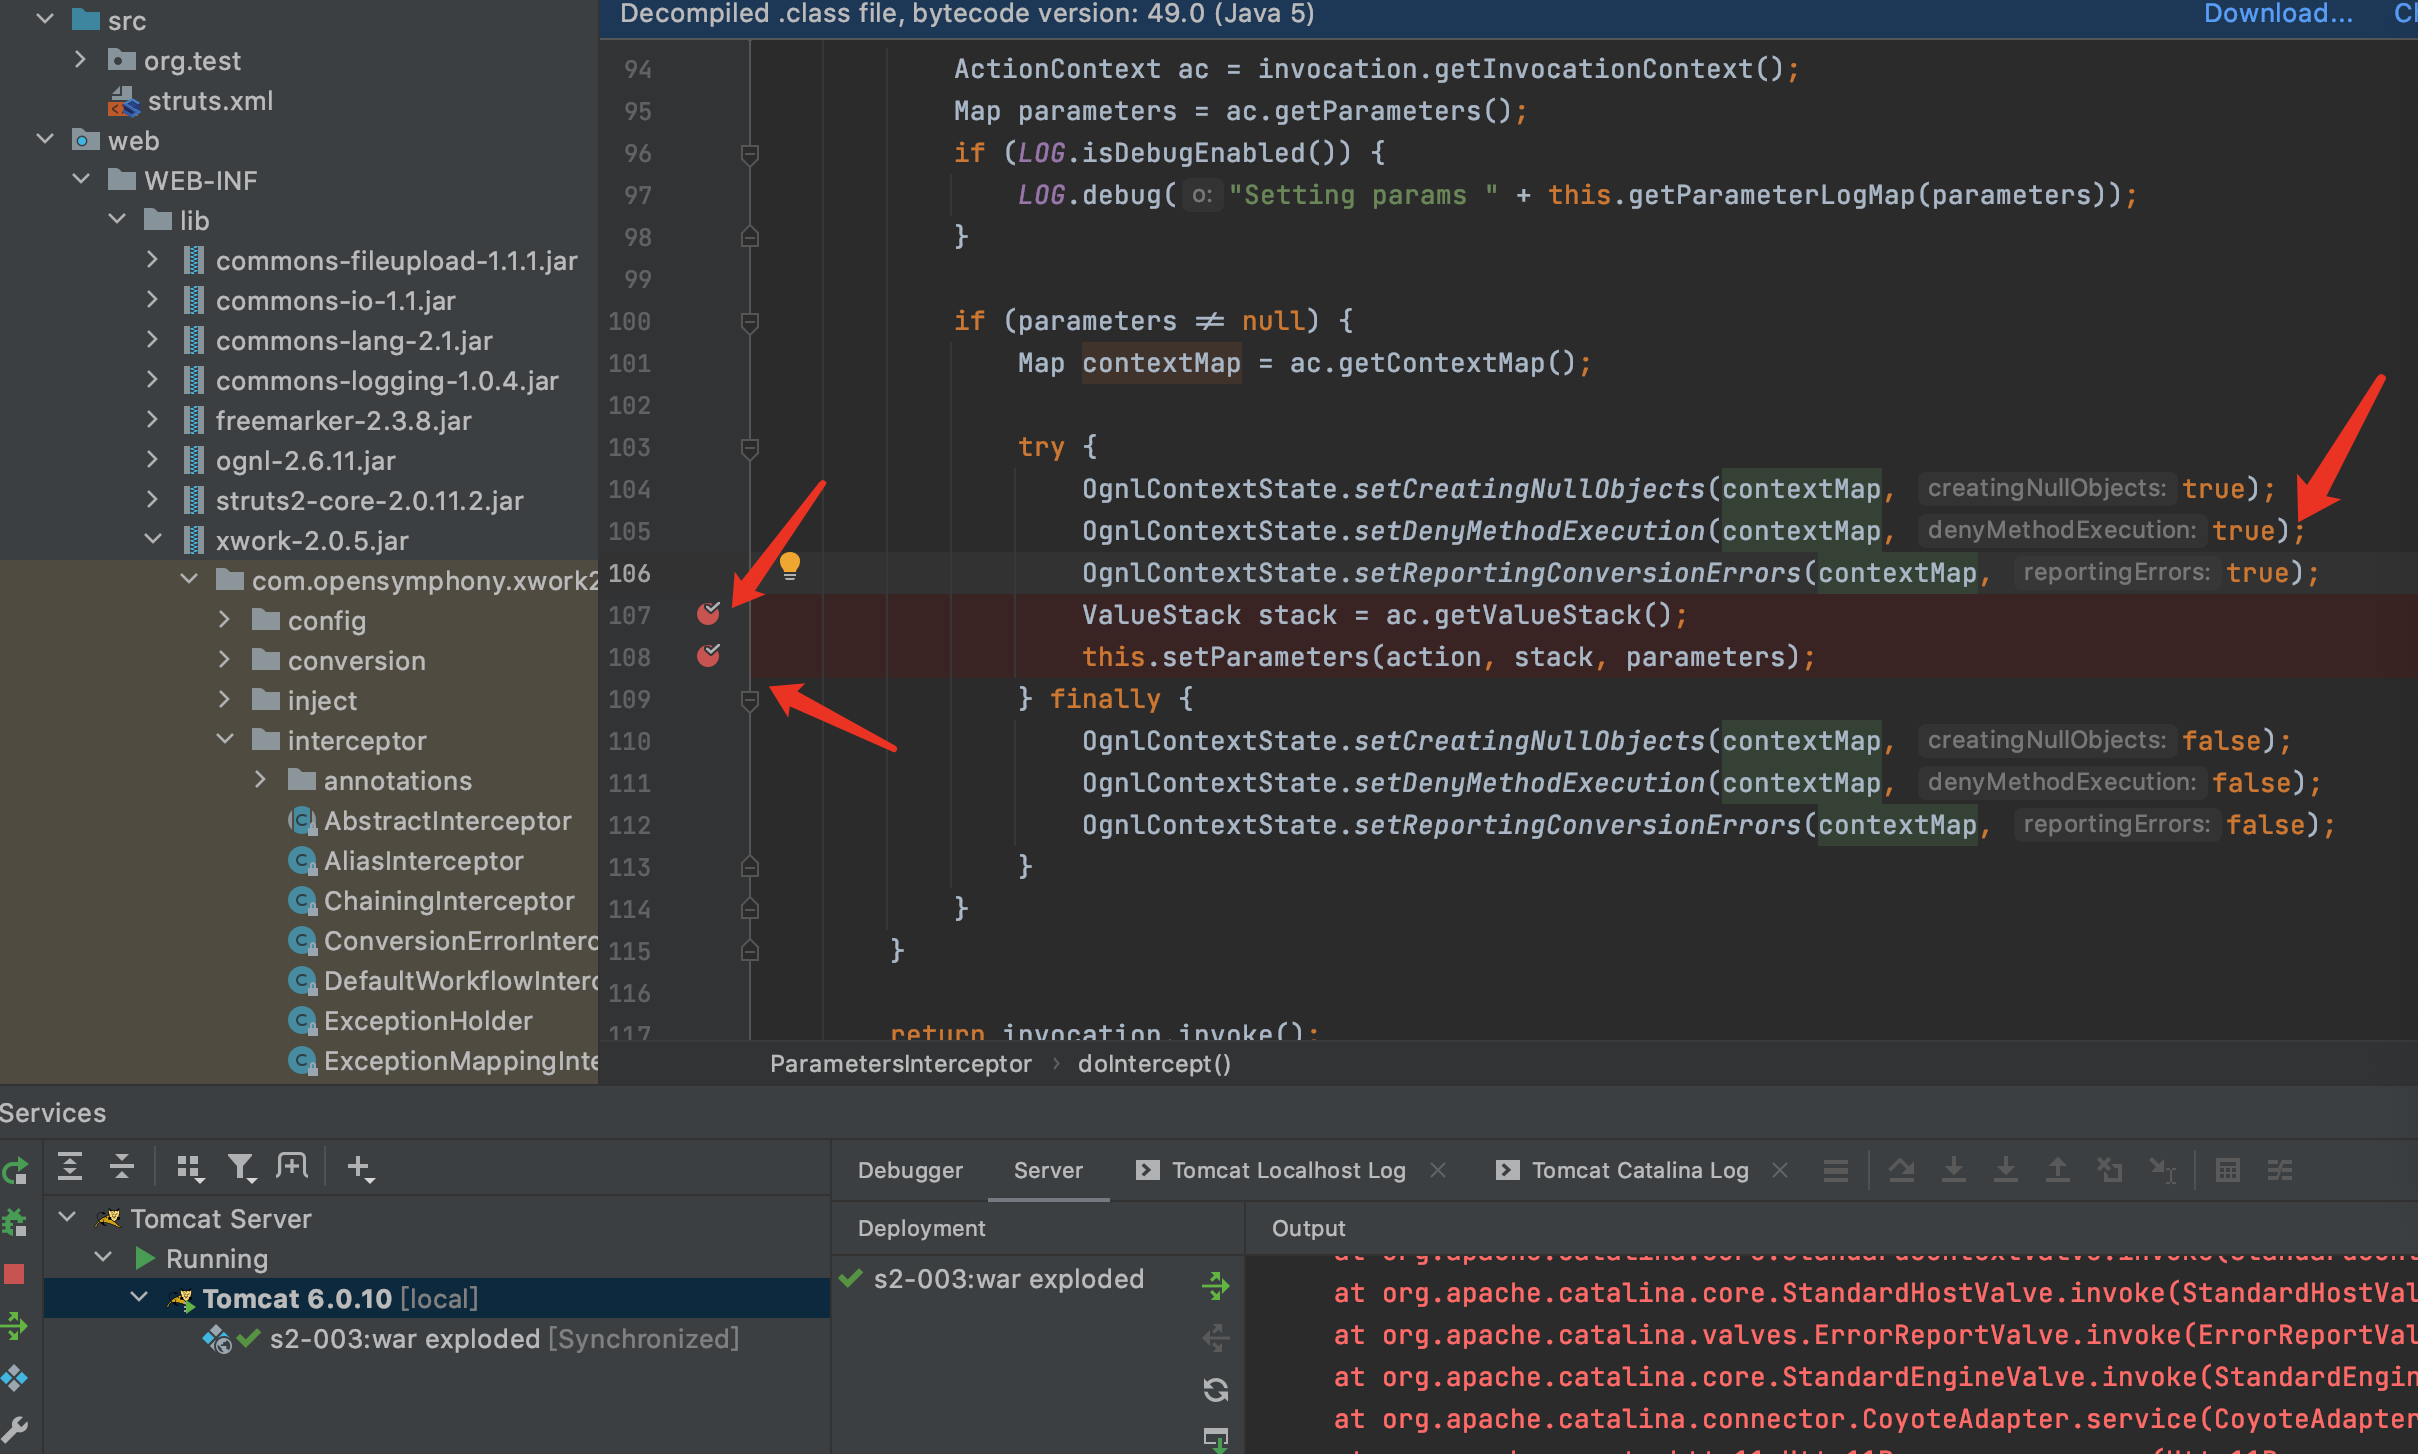 src
org.test
struts.xml
web
WEB-INF
lib
commons-fileupload-1.1.1.jar
commons-io-1.1.jar
commons-lang-2.1.jar
commons-logging-1.0.4.jar
freemarker-2.3.8.jar
ognl-2.6.11.jar
struts2-core-2.0.11.2.jar
xwork-2.0.5.jar
com.opensymphony.xwork2
config
conversion
inject
interceptor
annotations
AbstractInterceptor
AliasInterceptor
ChainingInterceptor
ConversionErrorInterc
DefaultWorkflowInterc
ExceptionHolder
ExceptionMappingInte
Decompiled .class file, bytecode version: 49.0 (Java 5) Download...
94 ActionContext ac = invocation.getInvocationContext();
95 Map parameters = ac.getParameters();
96 if (LOG.isDebugEnabled()) {
97 LOG.debug( o: "Setting params " + this.getParameterLogMap(parameters));
98 }
99
100 if (parameters ≠ null) {
101 Map contextMap = ac.getContextMap();
102
103 try {
104 OgnlContextState.setCreatingNullObjects(contextMap, creatingNullObjects: true);
105 OgnlContextState.setDenyMethodExecution(contextMap, denyMethodExecution: true);
106 OgnlContextState.setReportingConversionErrors(contextMap, reportingErrors: true);
107 ValueStack stack = ac.getValueStack();
108 this.setParameters(action, stack, parameters);
109 } finally {
110 OgnlContextState.setCreatingNullObjects(contextMap, creatingNullObjects: false);
111 OgnlContextState.setDenyMethodExecution(contextMap, denyMethodExecution: false);
112 OgnlContextState.setReportingConversionErrors(contextMap, reportingErrors: false);
113 }
114 }
115 }
116
117 return invocation.invoke();
ParametersInterceptor › doIntercept()
Services
Tomcat Server
Running
Tomcat 6.0.10 [local]
s2-003:war exploded [Synchronized]
Debugger Server Tomcat Localhost Log Tomcat Catalina Log
Deployment Output
s2-003:war exploded
at org.apache.catalina.core.StandardContextValve.invoke(StandardCont
at org.apache.catalina.core.StandardHostValve.invoke(StandardHostVal
at org.apache.catalina.valves.ErrorReportValve.invoke(ErrorReportVal
at org.apache.catalina.core.StandardEngineValve.invoke(StandardEngin
at org.apache.catalina.connector.CoyoteAdapter.service(CoyoteAdapter